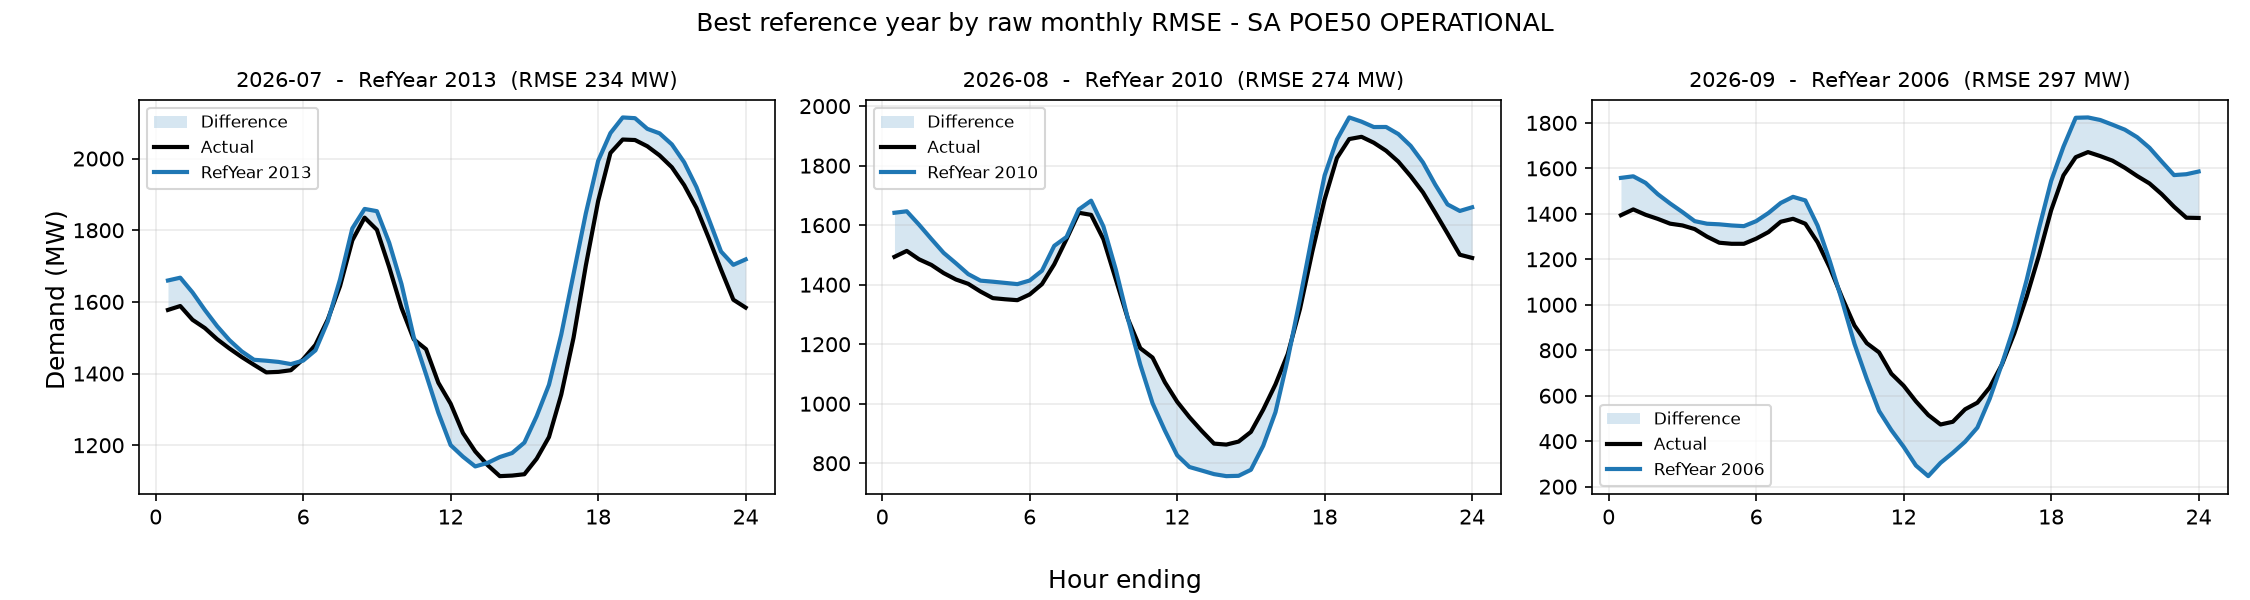 Best reference year by raw monthly RMSE - SA POE50 OPERATIONAL
2026-07 - RefYear 2013 (RMSE 234 MW)
Difference
Actual
RefYear 2013
2000
1800
1600
1400
1200
Demand (MW)
0 6 12 18 24
2026-08 - RefYear 2010 (RMSE 274 MW)
Difference
Actual
RefYear 2010
2000
1800
1600
1400
1200
1000
800
0 6 12 18 24
2026-09 - RefYear 2006 (RMSE 297 MW)
1800
1600
1400
1200
1000
800
600
400
200
Difference
Actual
RefYear 2006
0 6 12 18 24
Hour ending